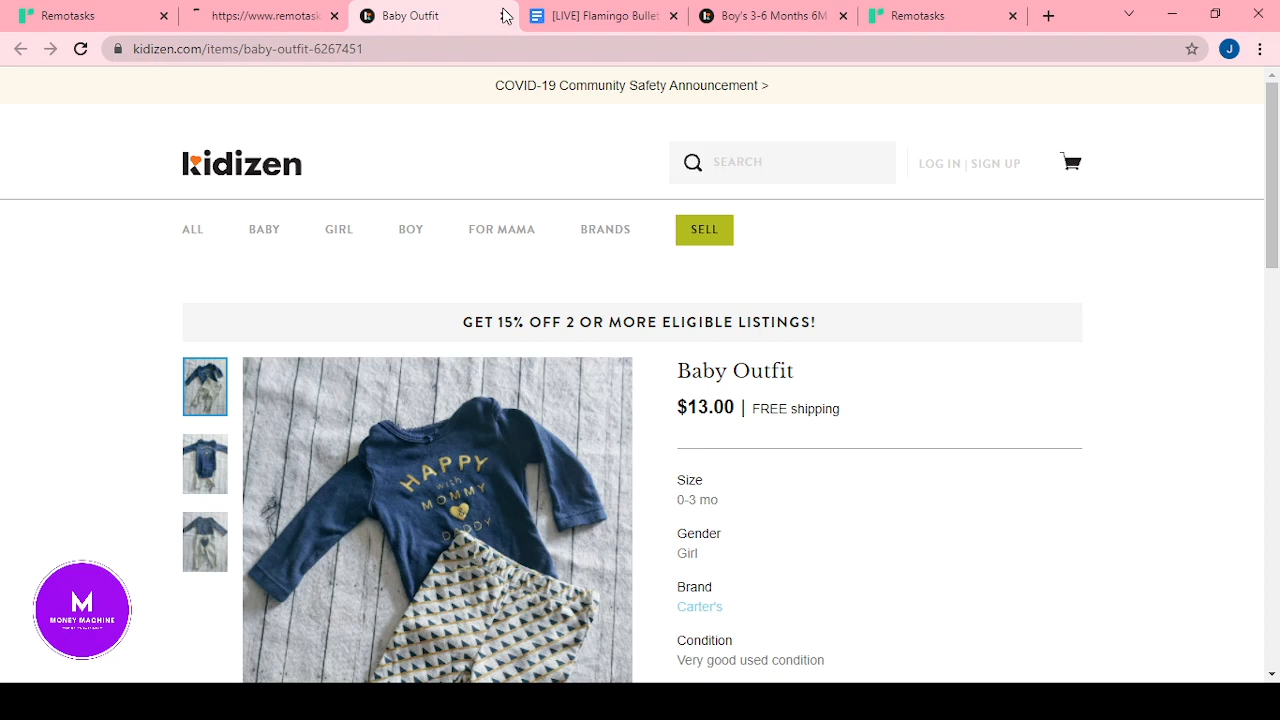 Remotasks
https://www.remotask
Baby Outfit
[LIVE] Flamingo Bullet
Boy's 3-6 Months 6M
Remotasks
kidizen.com/items/baby-outfit-6267451
J
COVID-19 Community Safety Announcement >
kidizen
SEARCH
LOG IN | SIGN UP
ALL
BABY
GIRL
BOY
FOR MAMA
BRANDS
SELL
GET 15% OFF 2 OR MORE ELIGIBLE LISTINGS!
HAPPY
with
MOMMY
&
DADDY
Baby Outfit
$13.00 | FREE shipping
Size
0-3 mo
Gender
Girl
Brand
Carter's
Condition
Very good used condition
M
MONEY MACHINE